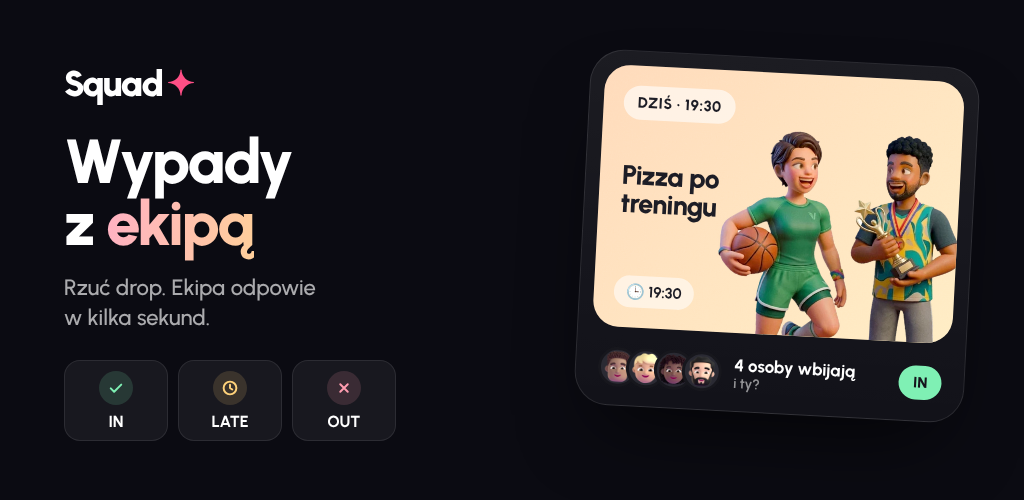 Squad
Wypady
z ekipą
Rzuć drop. Ekipa odpowie
w kilka sekund.
IN
LATE
OUT
DZIŚ · 19:30
Pizza po
treningu
19:30
4 osoby wbijają
i ty?
IN